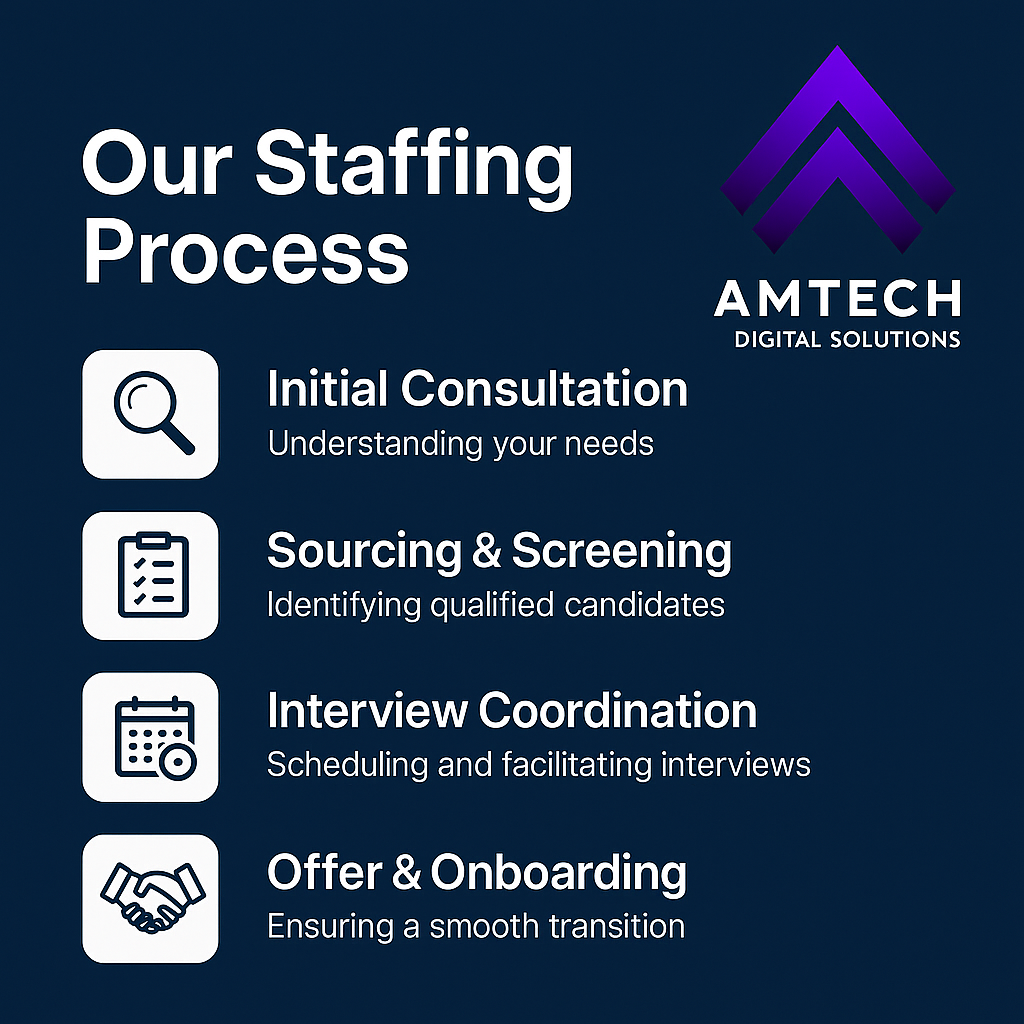 Our Staffing
Process
AMTECH
DIGITAL SOLUTIONS
Initial Consultation
Understanding your needs
Sourcing & Screening
Identifying qualified candidates
Interview Coordination
Scheduling and facilitating interviews
Offer & Onboarding
Ensuring a smooth transition